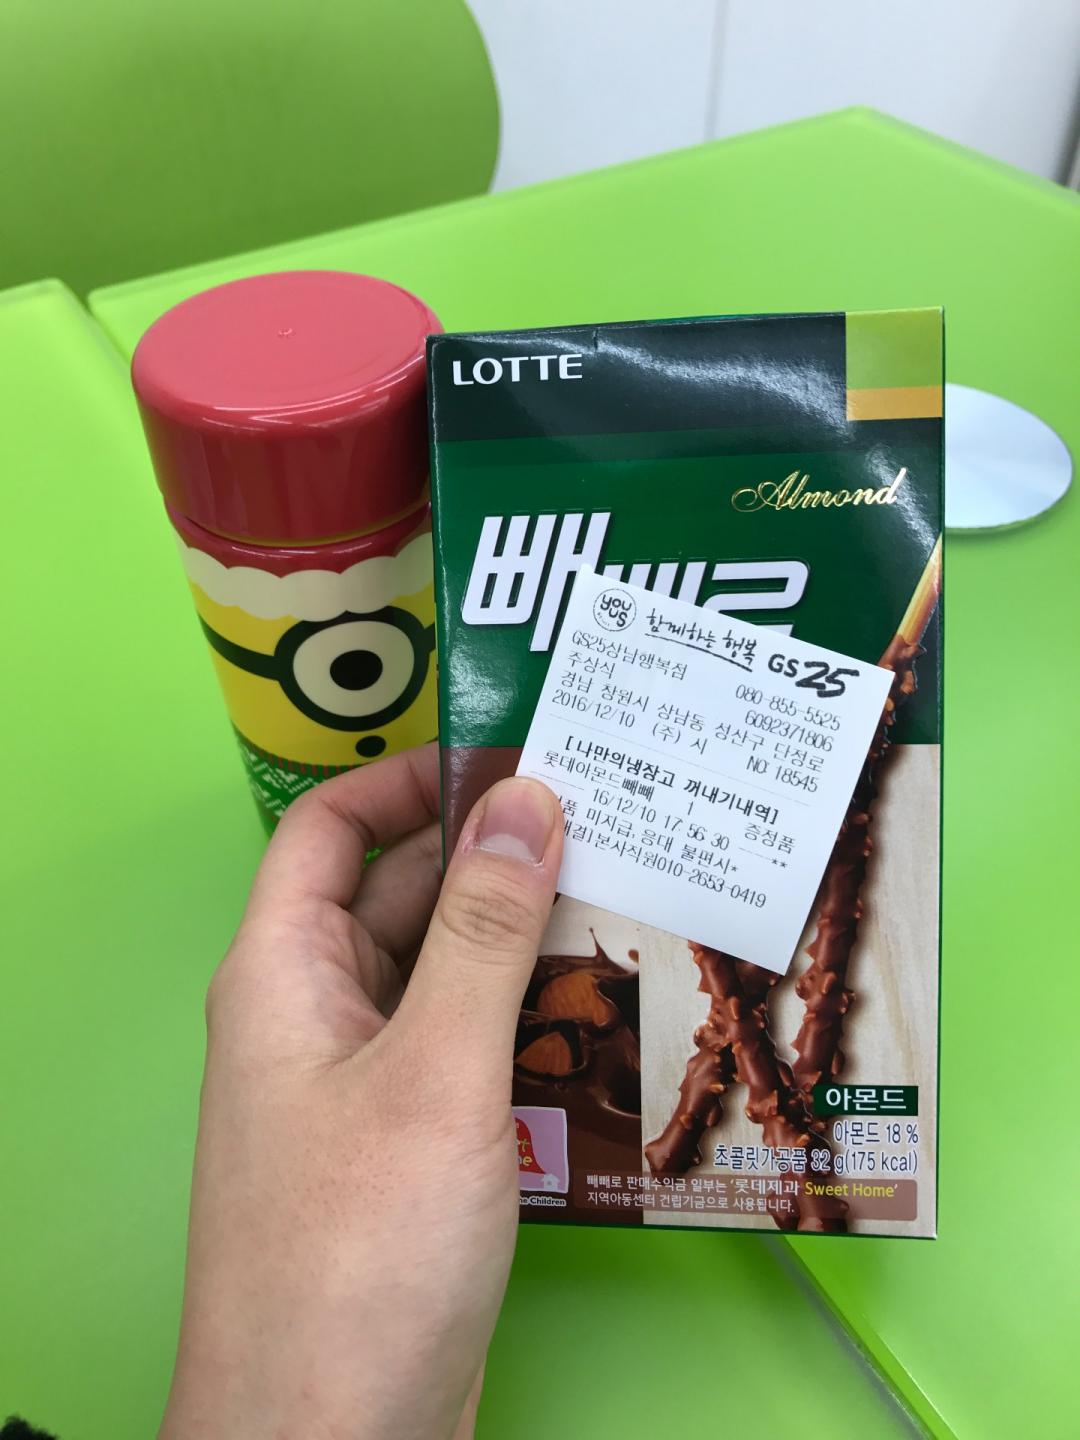 LOTTE
Almond
빼빼로
YOU
US
함께하는 행복 GS25
GS25상남행복점 080-855-5525
주상식 6092371806
경남 창원시 상남동 성산구 단정로
2016/12/10 (주) 시 NO: 18545
[나만의냉장고 꺼내기내역]
롯데아몬드빼빼 1 증정품
16/12/10 17:56:30 **
품 미지급, 응대 불편시*
해결]본사직원010-2653-0419
아몬드
아몬드 18 %
초콜릿가공품 32 g(175 kcal)
빼빼로 판매수익금 일부는 ‘롯데제과 Sweet Home’
지역아동센터 건립기금으로 사용됩니다.
Children